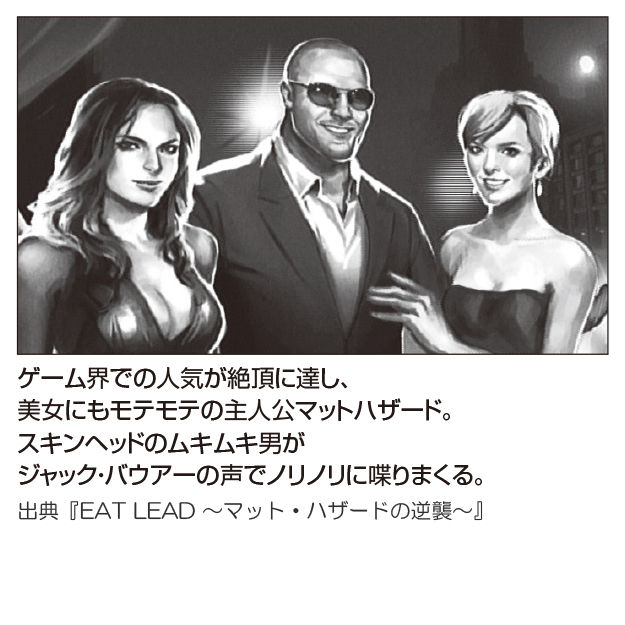 ゲーム界での人気が絶頂に達し、
美女にもモテモテの主人公マットハザード。
スキンヘッドのムキムキ男が
ジャック・バウアーの声でノリノリに喋りまくる。
出典『EAT LEAD ～マット・ハザードの逆襲～』